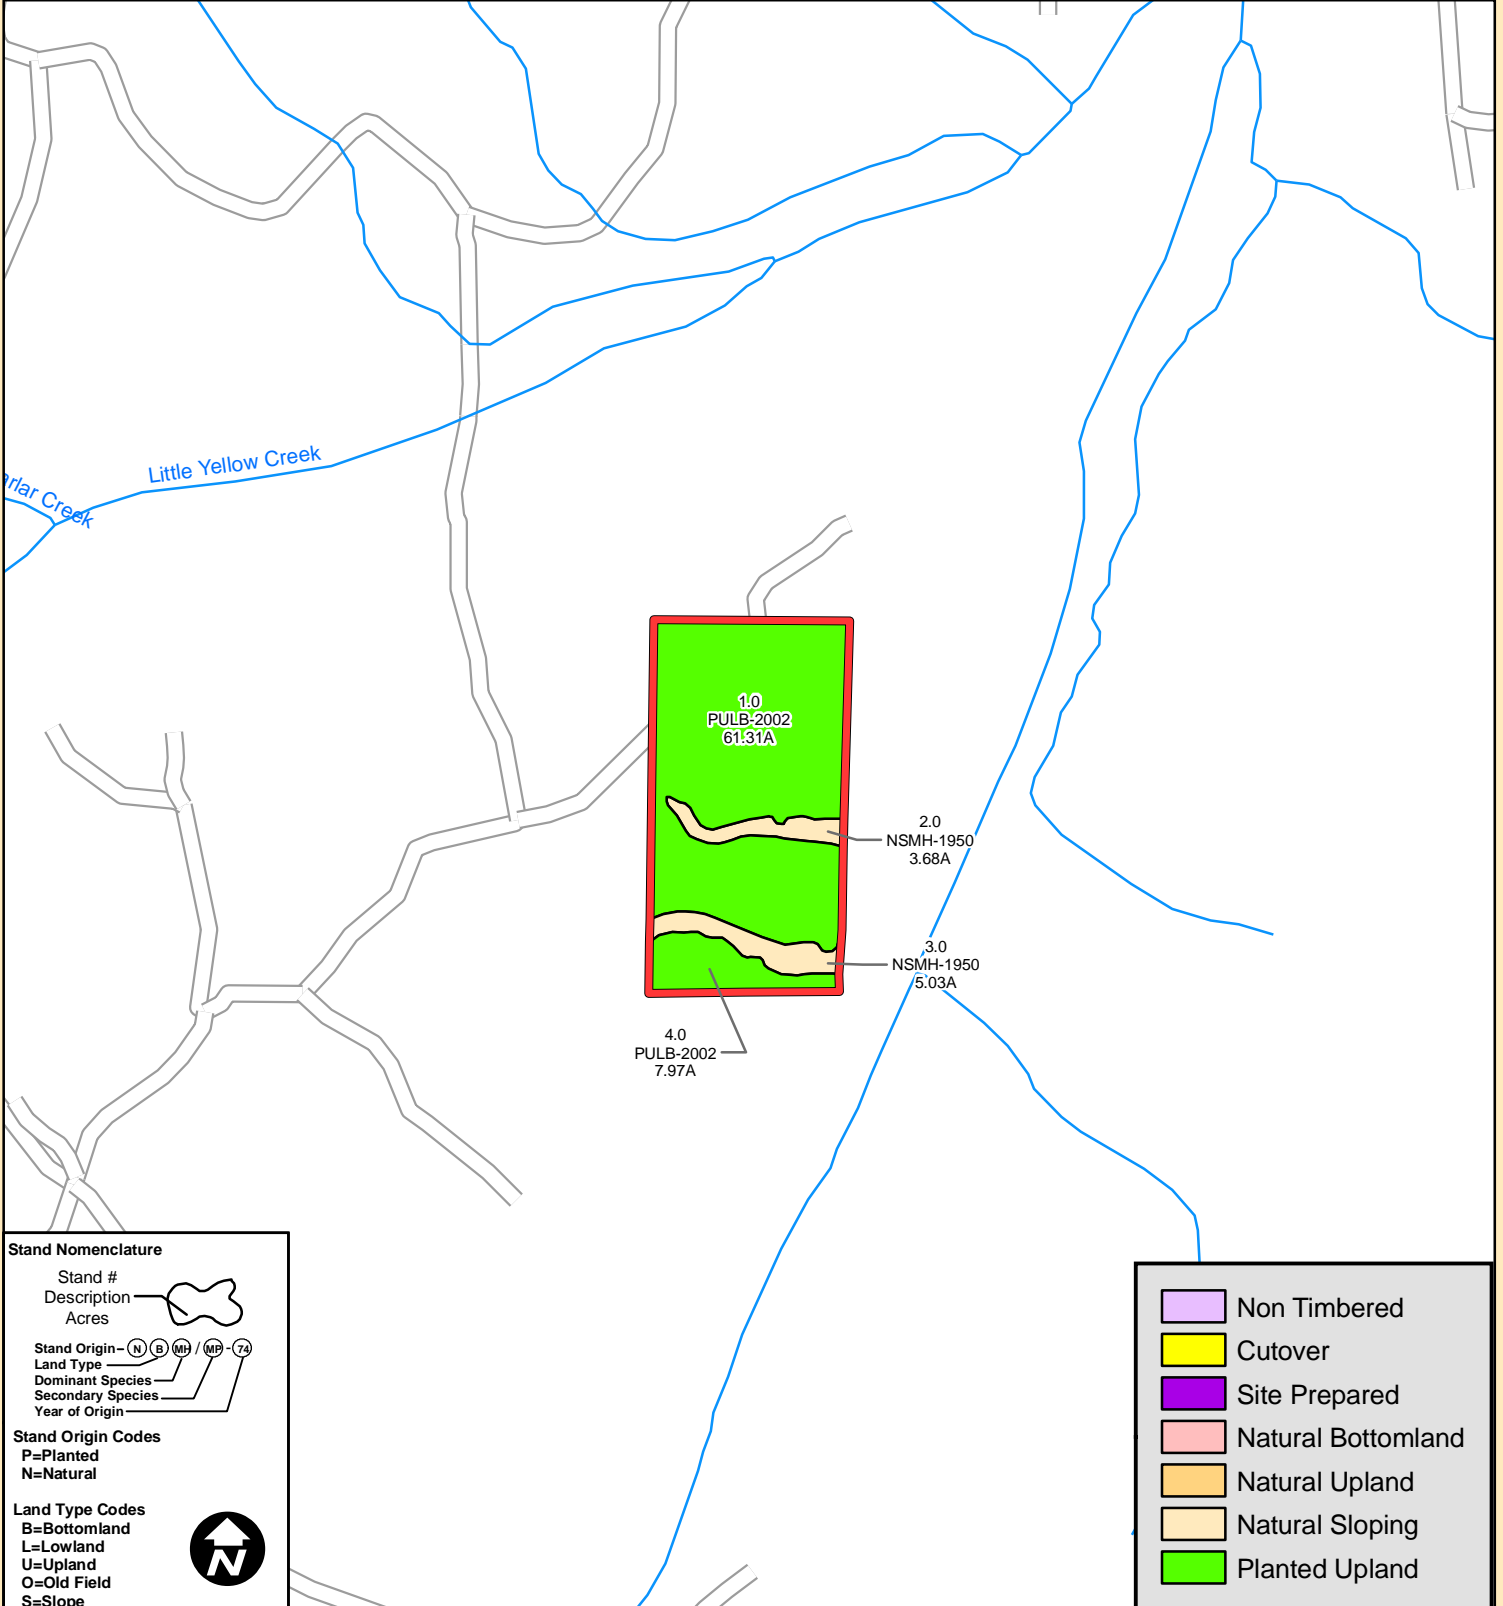 Little Yellow Creek
Creek
1.0
PULB-2002
61.31A
2.0
NSMH-1950
3.68A
3.0
NSMH-1950
5.03A
4.0
PULB-2002
7.97A
Stand Nomenclature
Stand #
Description
Acres
Stand Origin- N B MH / MP - 74
Land Type
Dominant Species
Secondary Species
Year of Origin
Stand Origin Codes
P=Planted
N=Natural
Land Type Codes
B=Bottomland
L=Lowland
U=Upland
O=Old Field
S=Slope
N
Non Timbered
Cutover
Site Prepared
Natural Bottomland
Natural Upland
Natural Sloping
Planted Upland